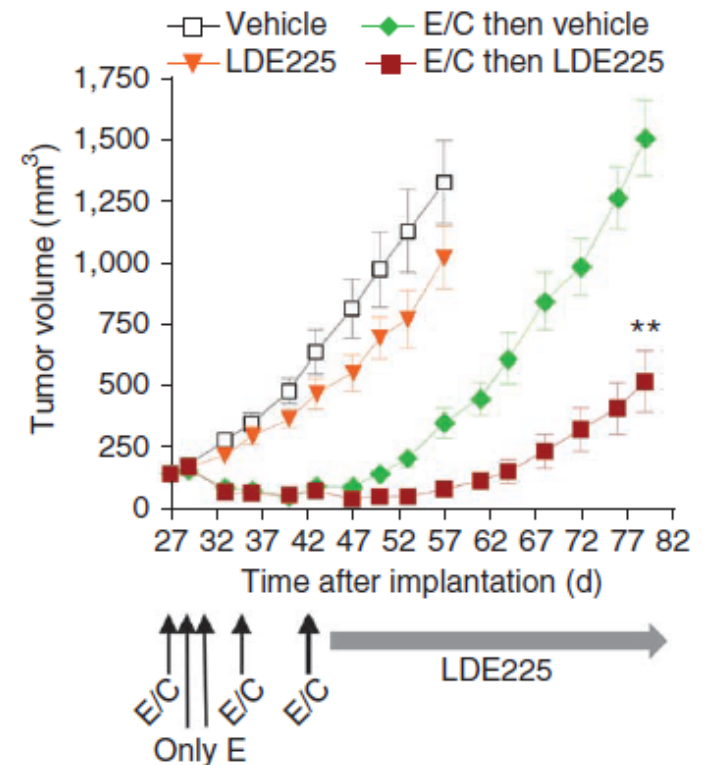 Vehicle E/C then vehicle
LDE225 E/C then LDE225
Tumor volume (mm³)
1,750
1,500
1,250
1,000
750
500
250
0
**
27 32 37 42 47 52 57 62 67 72 77 82
Time after implantation (d)
E/C E/C E/C
LDE225
Only E